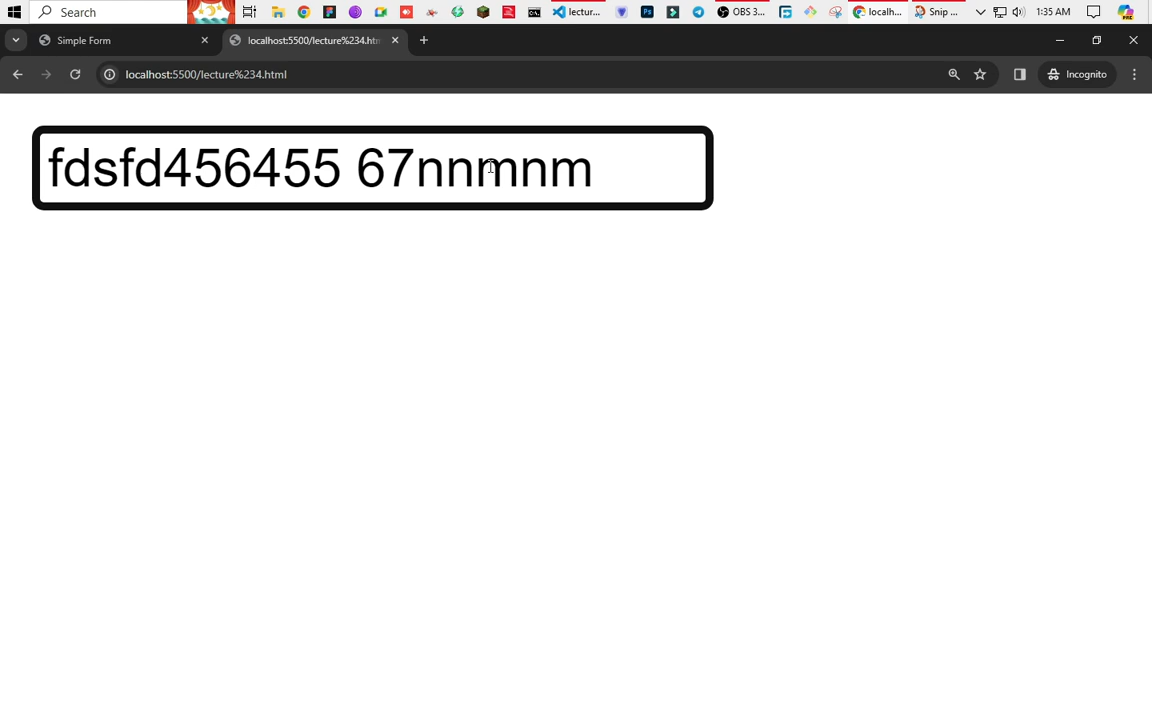 Search
lectur...
OBS 3...
localh...
Snip ...
1:35 AM
Simple Form
localhost:5500/lecture%234.htm
localhost:5500/lecture%234.html
Incognito
fdsfd456455 67nnmnm